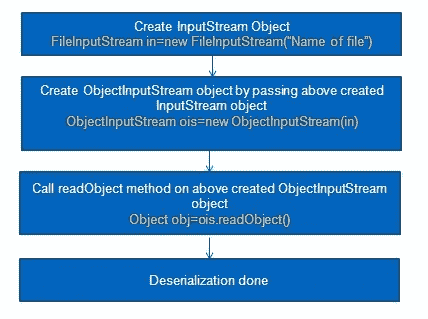 Create InputStream Object
FileInputStream in=new FileInputStream(“Name of file”)
Create ObjectInputStream object by passing above created
InputStream object
ObjectInputStream ois=new ObjectInputStream(in)
Call readObject method on above created ObjectInputStream
object
Object obj=ois.readObject()
Deserialization done